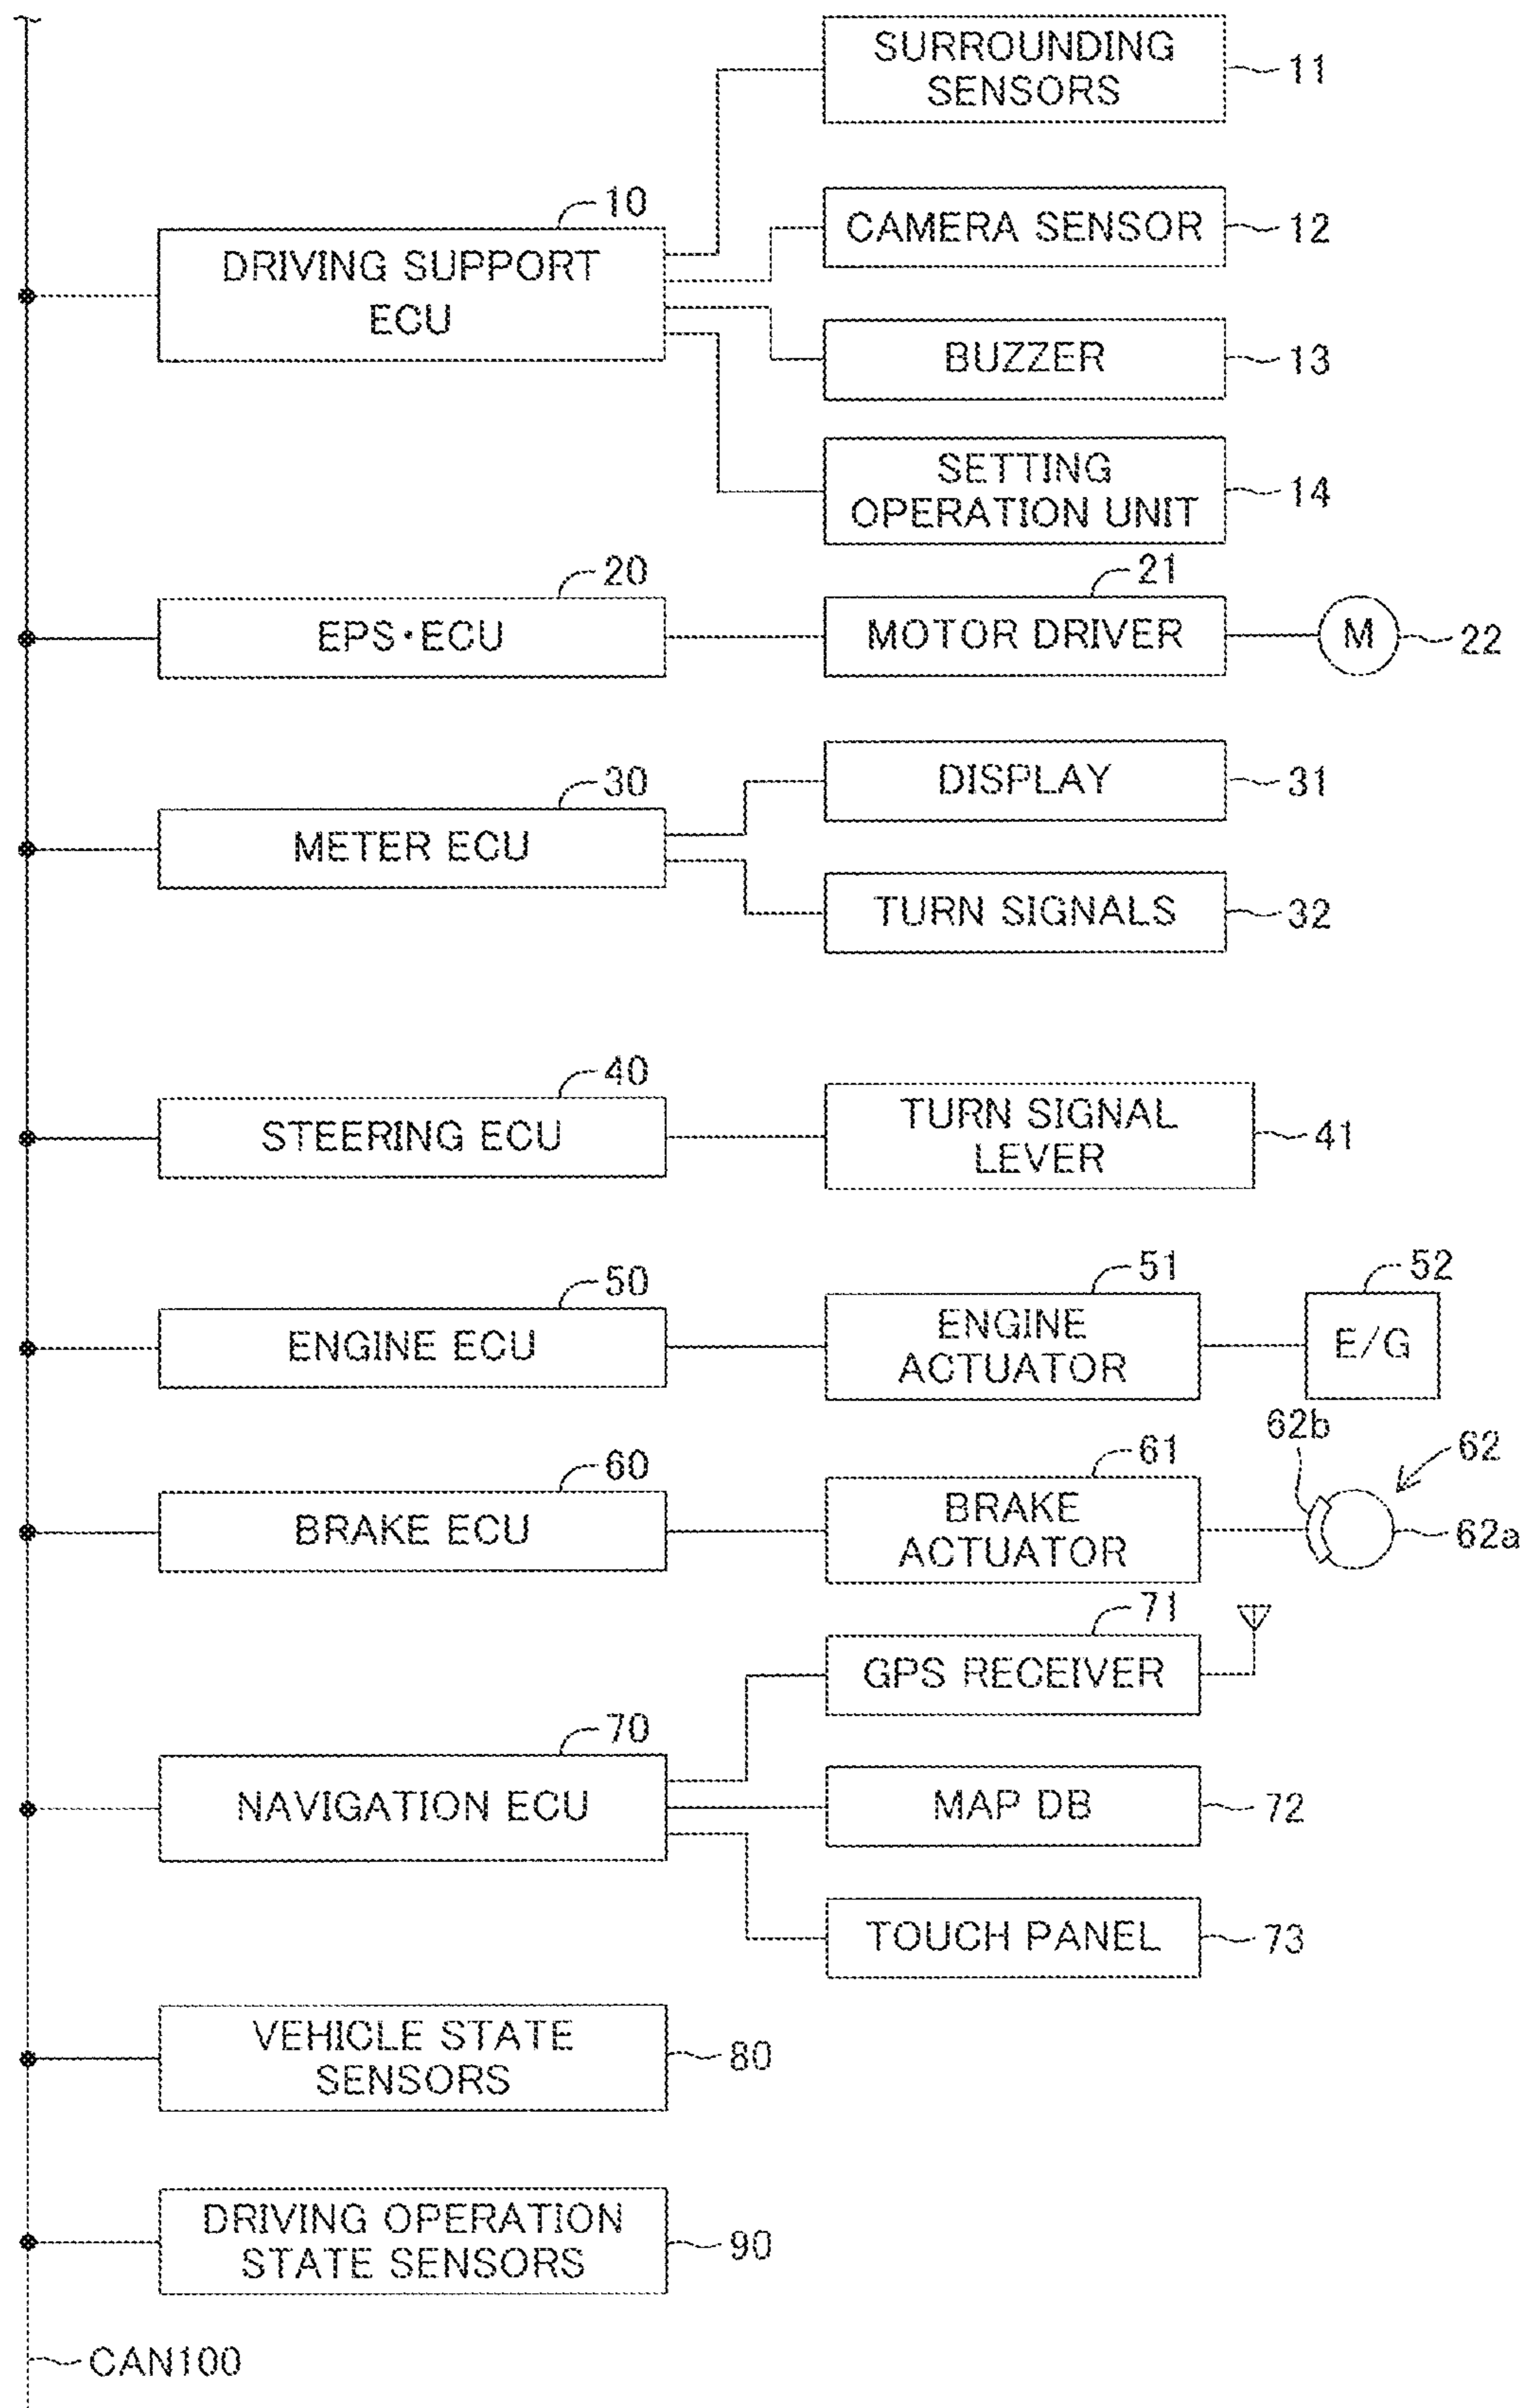 SURROUNDING
SENSORS
11
10
DRIVING SUPPORT
ECU
CAMERA SENSOR
12
BUZZER
13
SETTING
OPERATION UNIT
14
20
EPS・ECU
21
MOTOR DRIVER
M
22
30
METER ECU
DISPLAY
31
TURN SIGNALS
32
40
STEERING ECU
TURN SIGNAL
LEVER
41
50
ENGINE ECU
51
ENGINE
ACTUATOR
52
E/G
60
BRAKE ECU
61
BRAKE
ACTUATOR
62b
62
62a
70
NAVIGATION ECU
71
GPS RECEIVER
MAP DB
72
TOUCH PANEL
73
VEHICLE STATE
SENSORS
80
DRIVING OPERATION
STATE SENSORS
90
CAN100